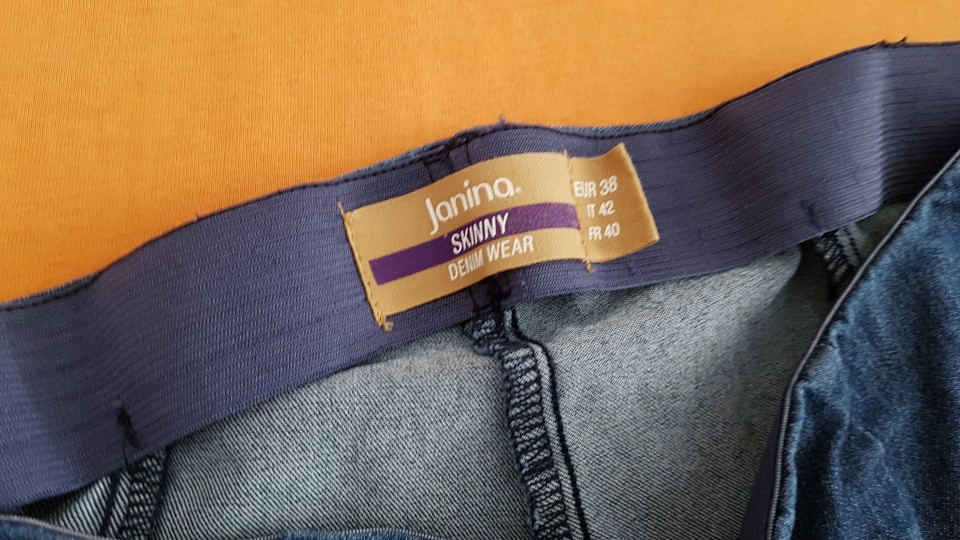 Janina®
SKINNY
DENIM WEAR
EUR 38
IT 42
FR 40